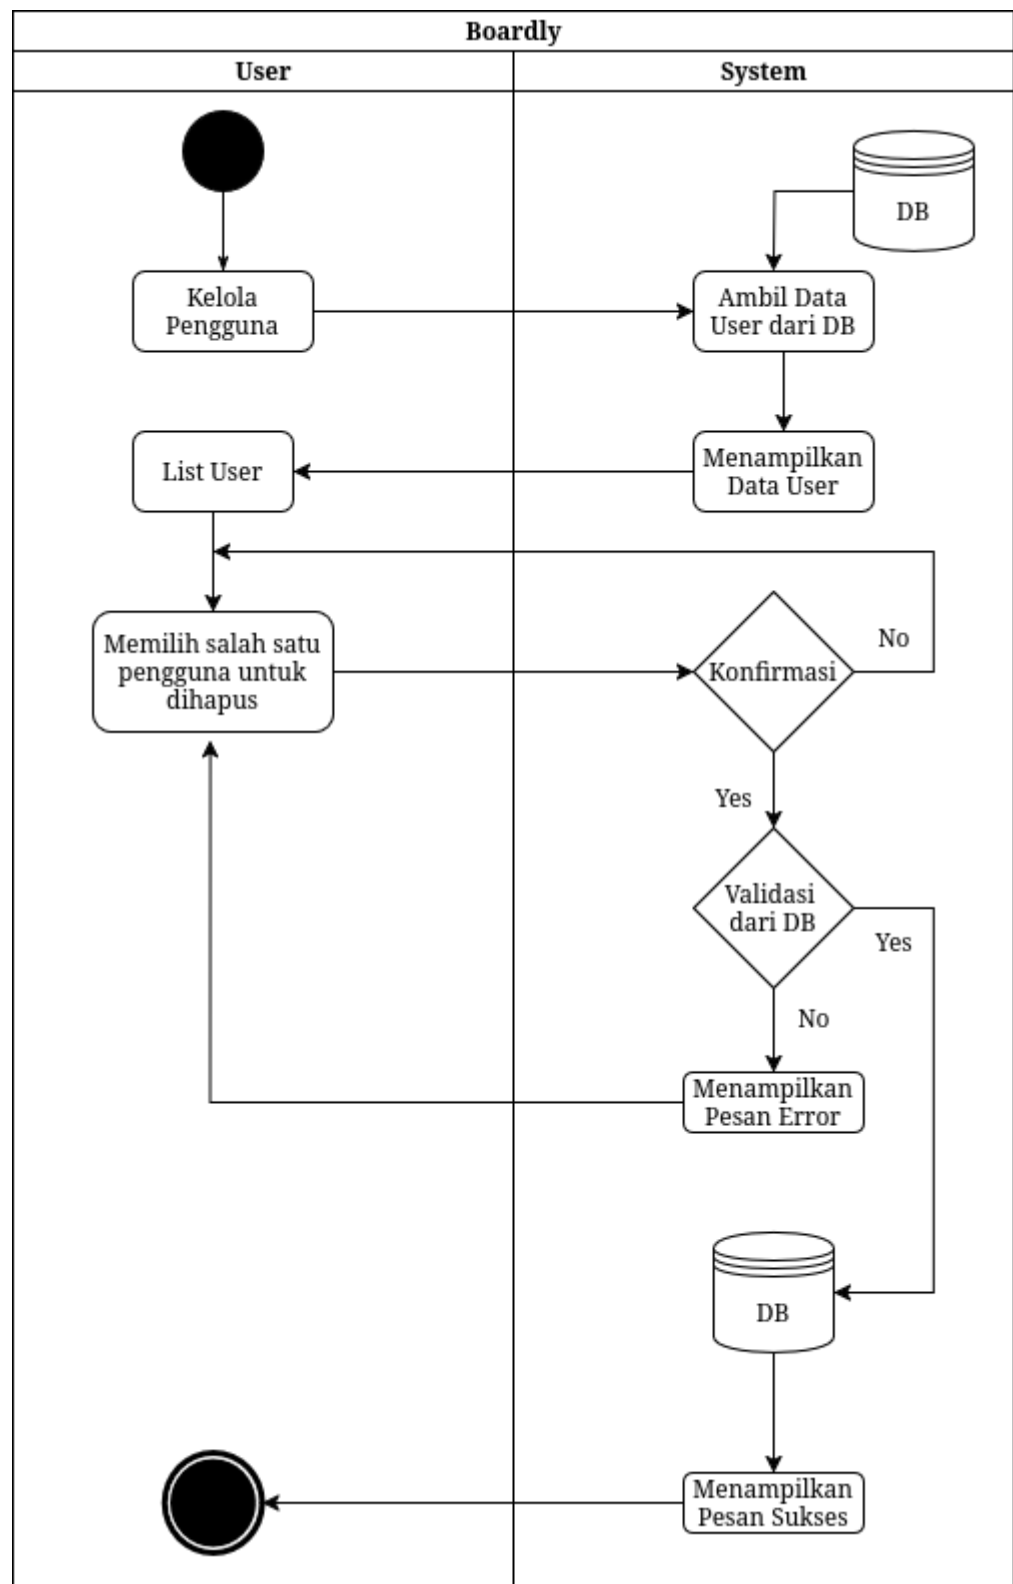 Boardly
User
System
DB
Kelola
Pengguna
Ambil Data
User dari DB
List User
Menampilkan
Data User
Memilih salah satu
pengguna untuk
dihapus
Konfirmasi
No
Yes
Validasi
dari DB
Yes
No
Menampilkan
Pesan Error
DB
Menampilkan
Pesan Sukses